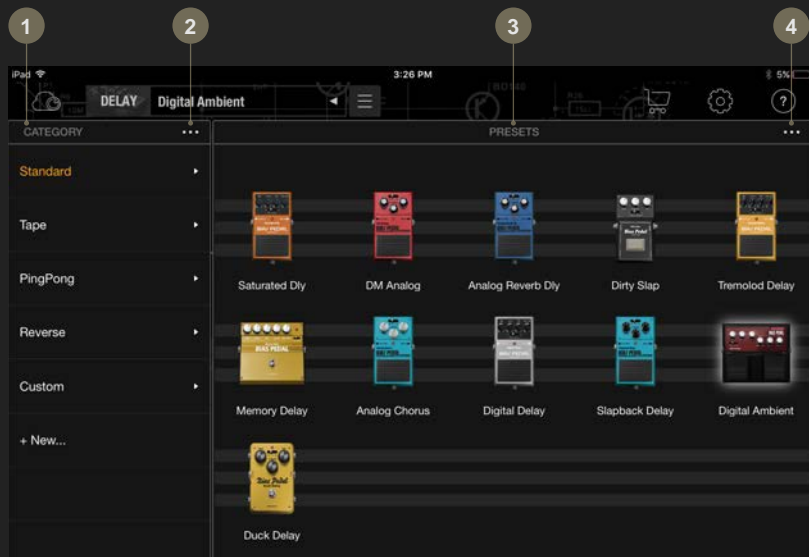 1 2 3 4
iPad 3:26 PM 5%
DELAY Digital Ambient ?
CATEGORY ••• PRESETS •••
Standard
Tape
PingPong
Reverse
Custom
+ New...
Saturated Dly DM Analog Analog Reverb Dly Dirty Slap Tremolod Delay
Memory Delay Analog Chorus Digital Delay Slapback Delay Digital Ambient
Duck Delay